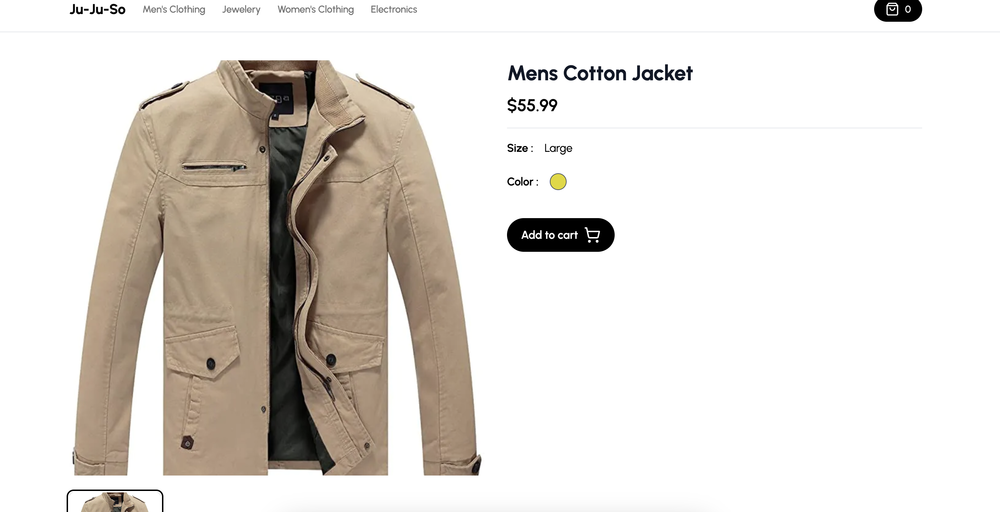 Ju-Ju-So Men's Clothing Jewelery Women's Clothing Electronics 0
Mens Cotton Jacket
$55.99
Size : Large
Color :
Add to cart